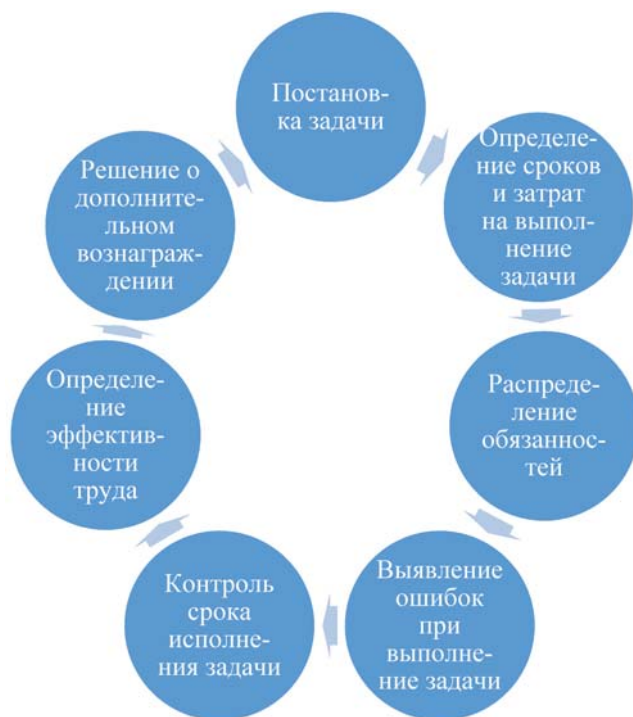 Постанов-
ка задачи
Определе-
ние сроков
и затрат
на выпол-
нение
задачи
Распреде-
ление
обязаннос-
тей
Выявление
ошибок
при
выполне-
ние задачи
Контроль
срока
исполне-
ния задачи
Определе-
ние
эффектив-
ности
труда
Решение о
дополните-
льном
вознаграж-
дении